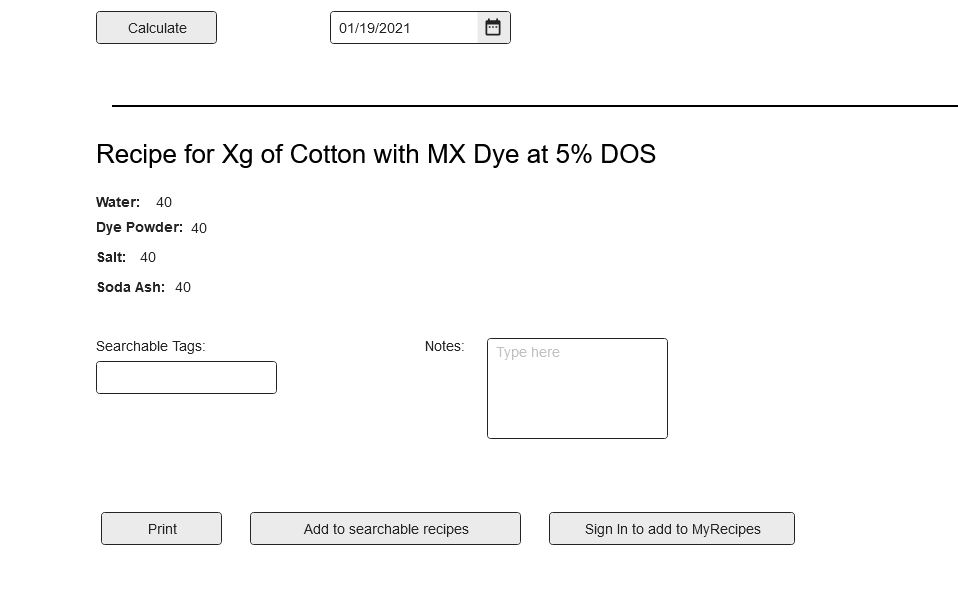 Calculate 01/19/2021
Recipe for Xg of Cotton with MX Dye at 5% DOS
Water: 40
Dye Powder: 40
Salt: 40
Soda Ash: 40
Searchable Tags: Notes: Type here
Print Add to searchable recipes Sign In to add to MyRecipes